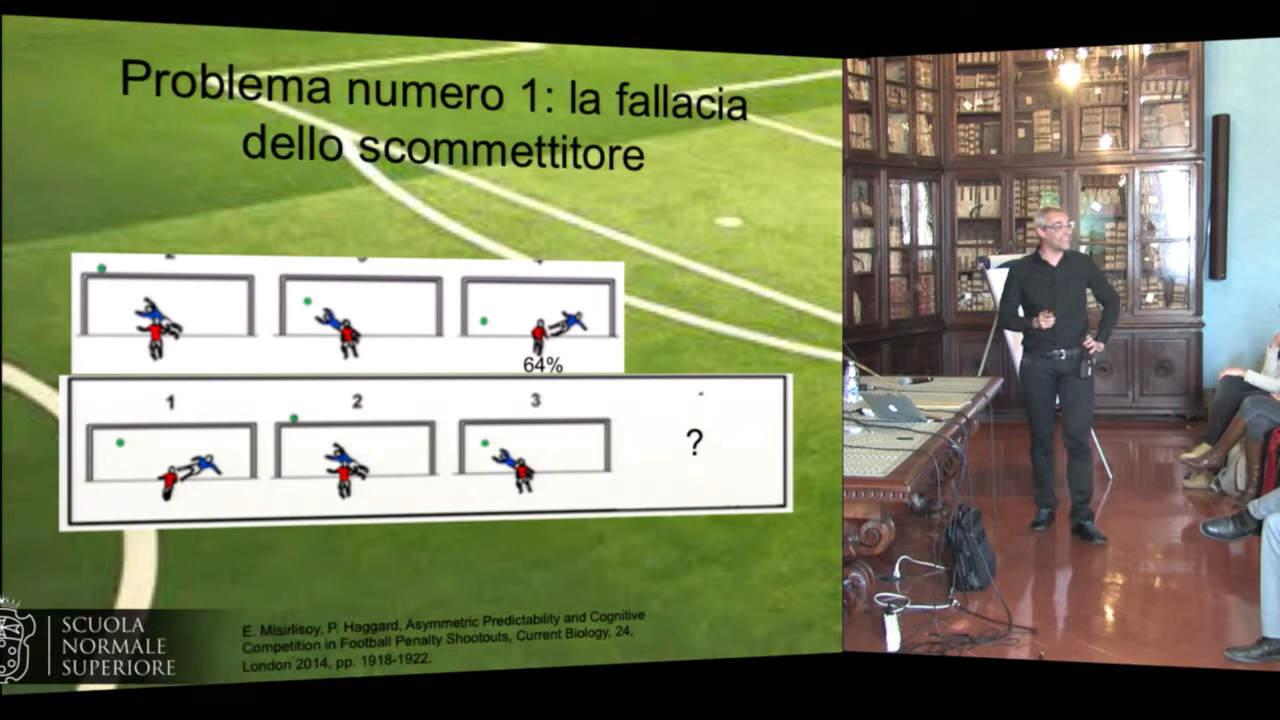 Problema numero 1: la fallacia
dello scommettitore
64%
1
2
3
?
E. Misirlisoy, P. Haggard, Asymmetric Predictability and Cognitive
Competition in Football Penalty Shootouts, Current Biology, 24,
London 2014, pp. 1918-1922.
SCUOLA
NORMALE
SUPERIORE